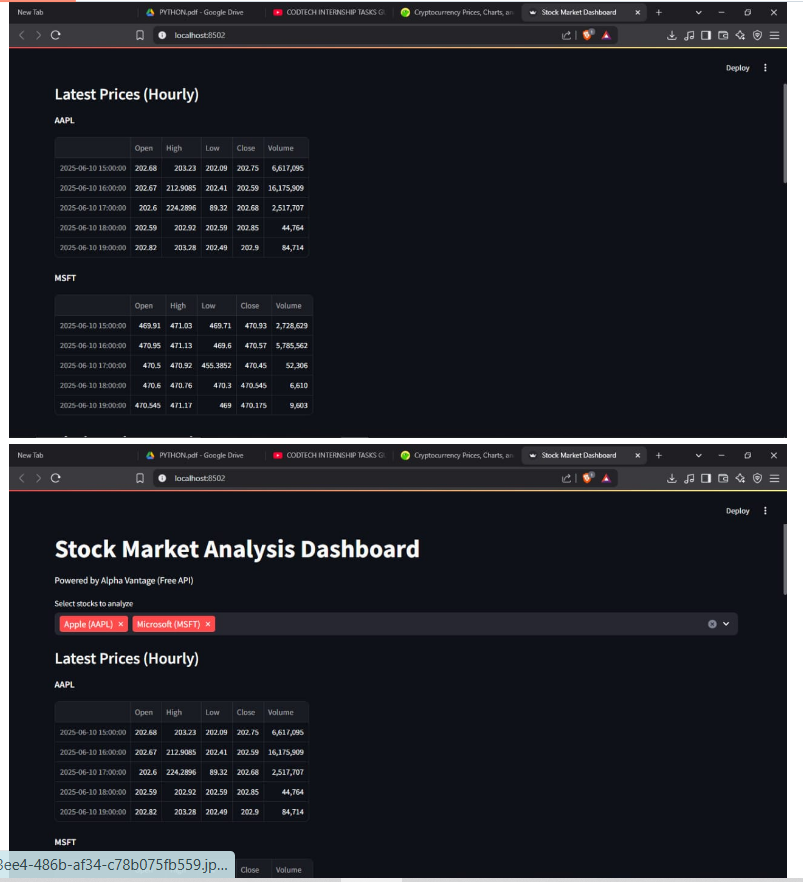 New Tab PYTHON.pdf - Google Drive CODTECH INTERNSHIP TASKS GU Cryptocurrency Prices, Charts, an Stock Market Dashboard
localhost:8502
Deploy
Latest Prices (Hourly)
AAPL
Open High Low Close Volume
2025-06-10 15:00:00 202.68 203.23 202.09 202.75 6,617,095
2025-06-10 16:00:00 202.67 212.9085 202.41 202.59 16,175,909
2025-06-10 17:00:00 202.6 224.2896 89.32 202.68 2,517,707
2025-06-10 18:00:00 202.59 202.92 202.59 202.85 44,764
2025-06-10 19:00:00 202.82 203.28 202.49 202.9 84,714
MSFT
Open High Low Close Volume
2025-06-10 15:00:00 469.91 471.03 469.71 470.93 2,728,629
2025-06-10 16:00:00 470.95 471.13 469.6 470.57 5,785,562
2025-06-10 17:00:00 470.5 470.92 455.3852 470.45 52,306
2025-06-10 18:00:00 470.6 470.76 470.3 470.545 6,610
2025-06-10 19:00:00 470.545 471.17 469 470.175 9,603
New Tab PYTHON.pdf - Google Drive CODTECH INTERNSHIP TASKS GU Cryptocurrency Prices, Charts, an Stock Market Dashboard
localhost:8502
Deploy
Stock Market Analysis Dashboard
Powered by Alpha Vantage (Free API)
Select stocks to analyze
Apple (AAPL) × Microsoft (MSFT) ×
Latest Prices (Hourly)
AAPL
Open High Low Close Volume
2025-06-10 15:00:00 202.68 203.23 202.09 202.75 6,617,095
2025-06-10 16:00:00 202.67 212.9085 202.41 202.59 16,175,909
2025-06-10 17:00:00 202.6 224.2896 89.32 202.68 2,517,707
2025-06-10 18:00:00 202.59 202.92 202.59 202.85 44,764
2025-06-10 19:00:00 202.82 203.28 202.49 202.9 84,714
MSFT
8ee4-486b-af34-c78b075fb559.jp... Close Volume